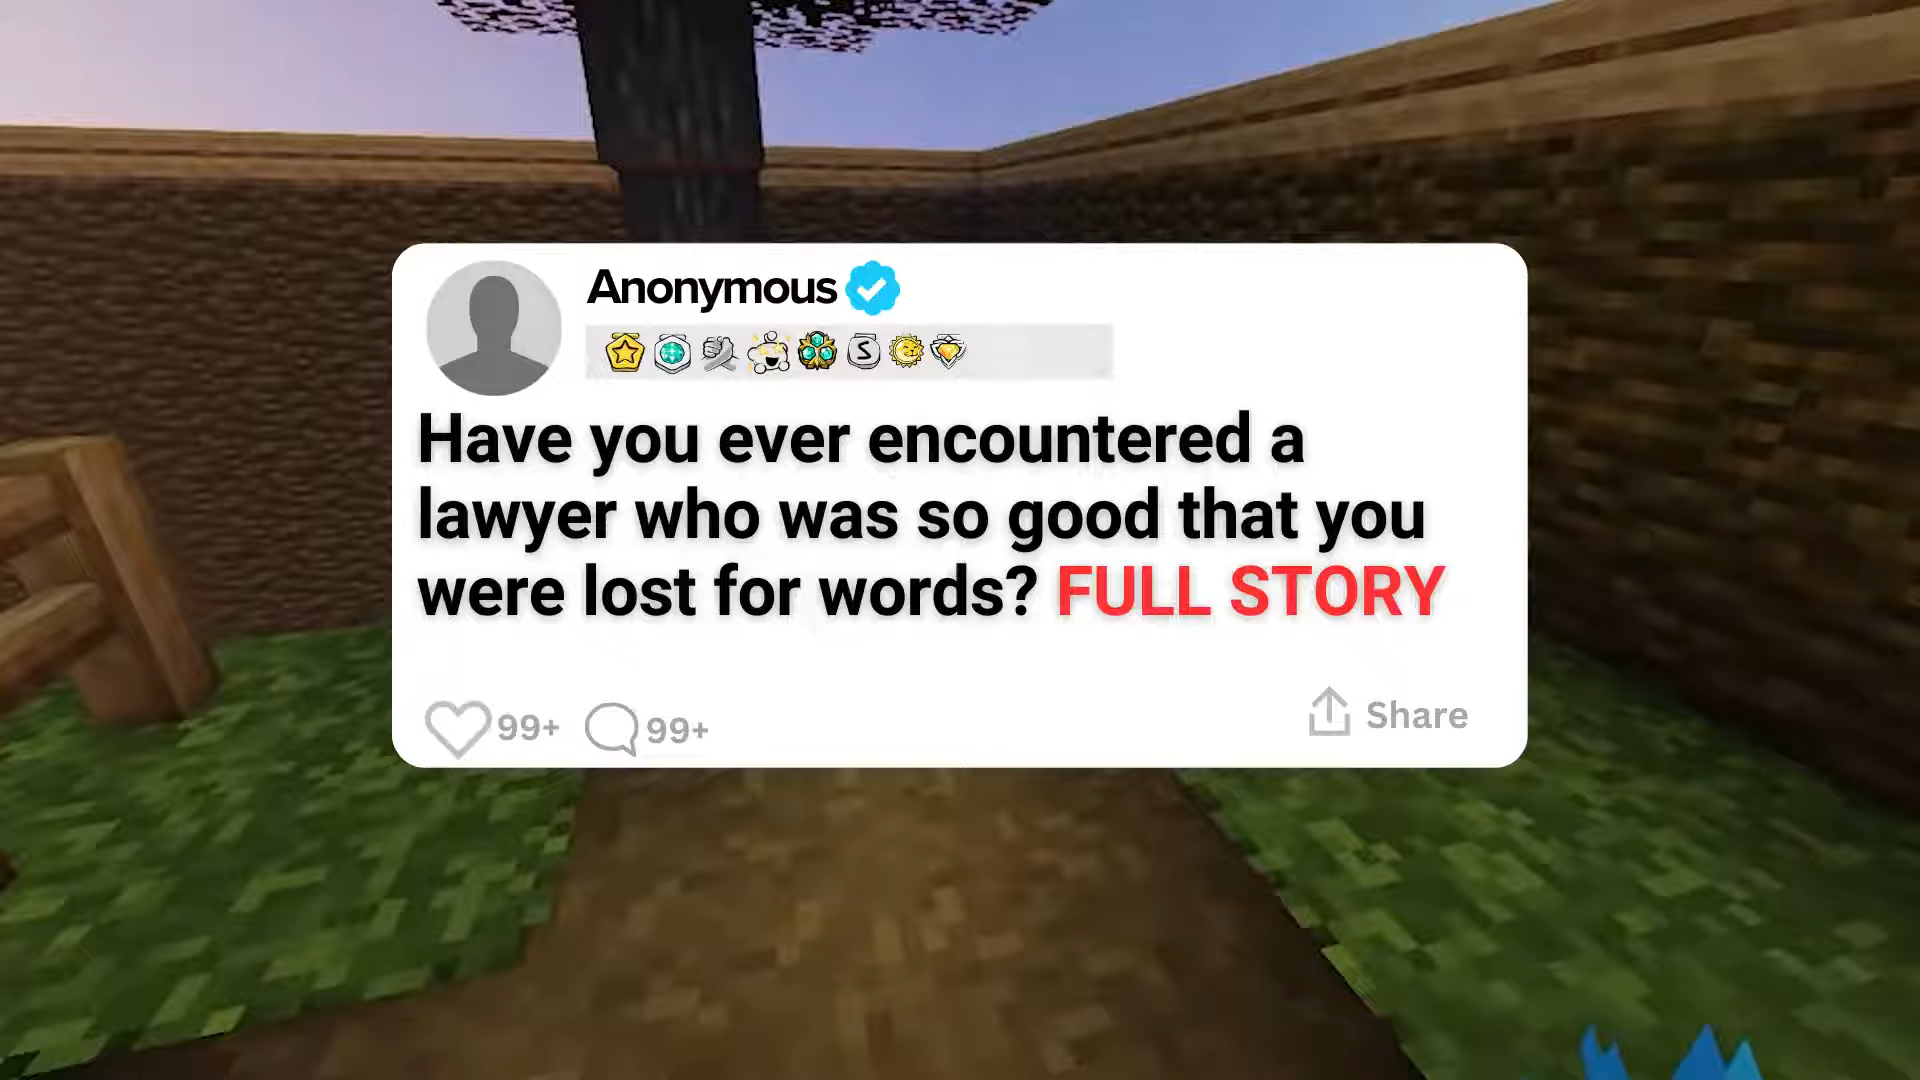 Anonymous
Have you ever encountered a
lawyer who was so good that you
were lost for words? FULL STORY
99+
99+
Share